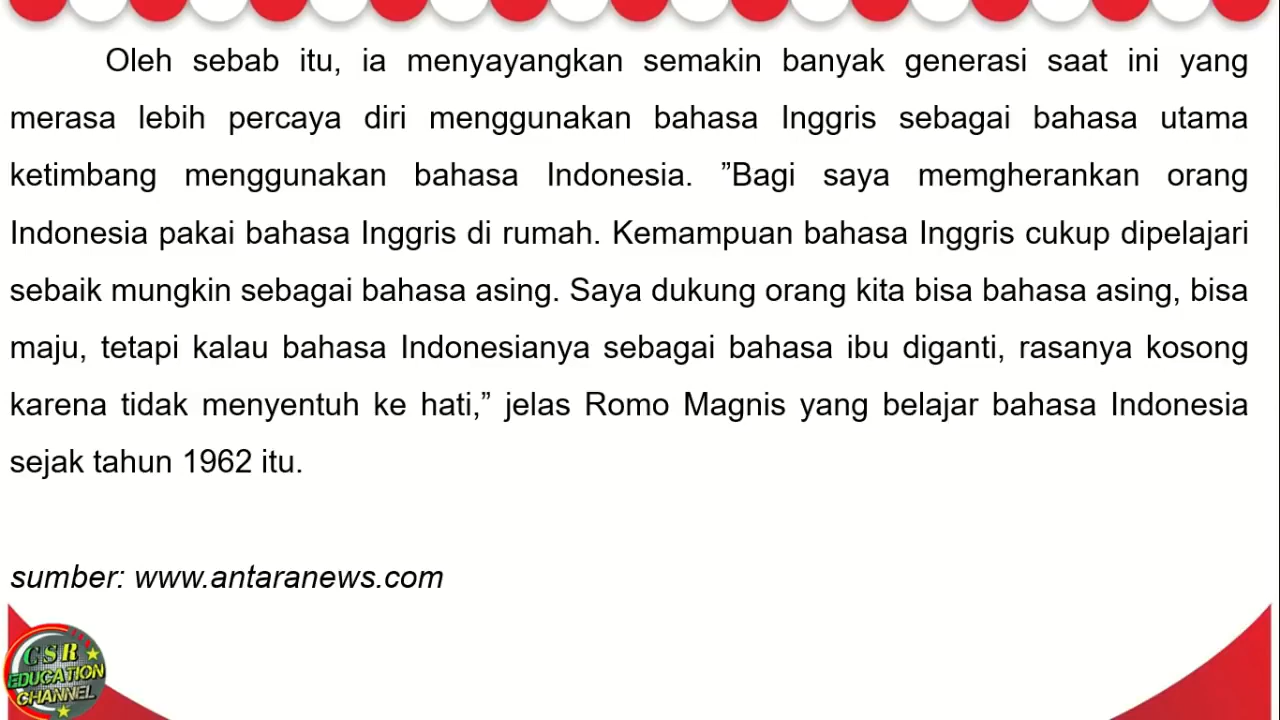 Oleh sebab itu, ia menyayangkan semakin banyak generasi saat ini yang
merasa lebih percaya diri menggunakan bahasa Inggris sebagai bahasa utama
ketimbang menggunakan bahasa Indonesia. ”Bagi saya memgherankan orang
Indonesia pakai bahasa Inggris di rumah. Kemampuan bahasa Inggris cukup dipelajari
sebaik mungkin sebagai bahasa asing. Saya dukung orang kita bisa bahasa asing, bisa
maju, tetapi kalau bahasa Indonesianya sebagai bahasa ibu diganti, rasanya kosong
karena tidak menyentuh ke hati,” jelas Romo Magnis yang belajar bahasa Indonesia
sejak tahun 1962 itu.
sumber: www.antaranews.com
CSR
EDUCATION
CHANNEL